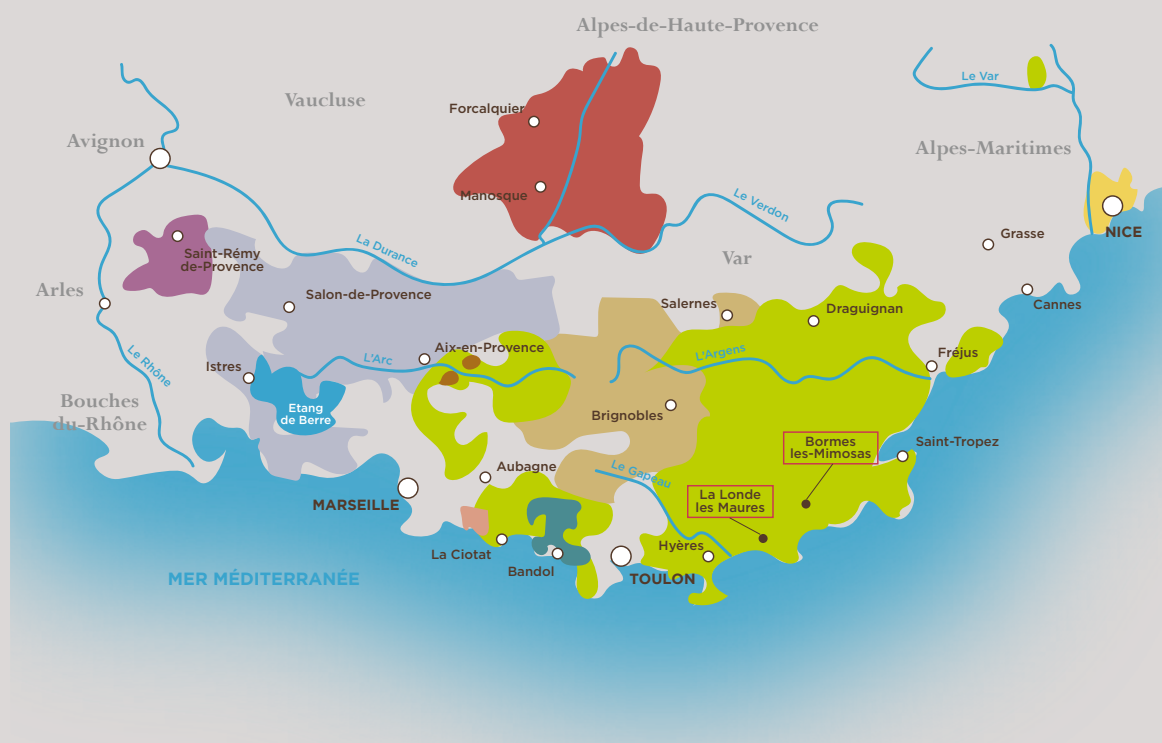 Alpes-de-Haute-Provence
Le Var
Vaucluse
Forcalquier
Avignon
Alpes-Maritimes
Manosque
Le Verdon
NICE
Grasse
Saint-Rémy
de-Provence
La Durance
Var
Arles
Salon-de-Provence
Salernes
Draguignan
Cannes
Le Rhône
Istres
L'Arc
Aix-en-Provence
L'Argens
Fréjus
Bouches
du-Rhône
Etang
de Berre
Brignobles
Bormes
les-Mimosas
Saint-Tropez
Aubagne
Le Gapeau
MARSEILLE
La Londe
les Maures
La Ciotat
Hyères
Bandol
TOULON
MER MÉDITERRANÉE